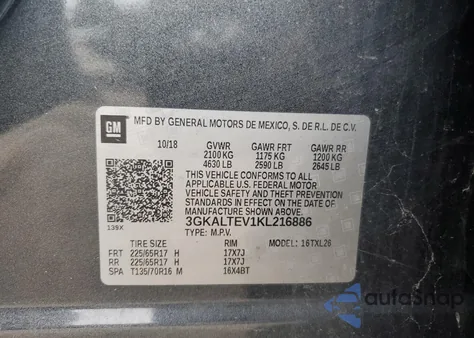 GM
MFD BY GENERAL MOTORS DE MEXICO, S. DE R.L. DE C.V.
10/18 GVWR GAWR FRT GAWR RR
2100 KG 1175 KG 1200 KG
4630 LB 2590 LB 2645 LB
THIS VEHICLE CONFORMS TO ALL
APPLICABLE U.S. FEDERAL MOTOR
VEHICLE SAFETY AND THEFT PREVENTION
STANDARDS IN EFFECT ON THE DATE OF
MANUFACTURE SHOWN ABOVE.
139X
3GKALTEV1KL216886
TYPE: M.P.V.
TIRE SIZE RIM MODEL: 16TXL26
FRT 225/65R17 H 17X7J
RR 225/65R17 H 17X7J
SPA T135/70R16 M 16X4BT
autoSnap